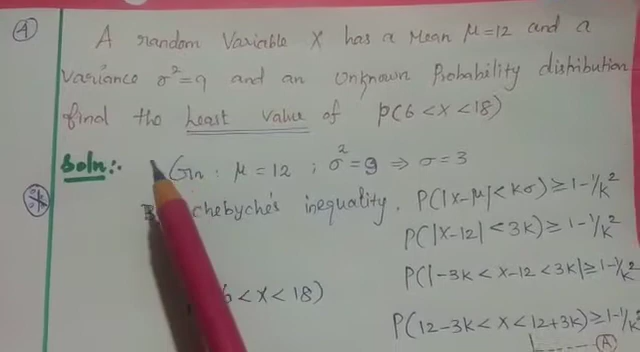 ④ A random Variable X has a Mean μ=12 and a
Variance σ²=9 and an Unknown Probability distribution
find the Least Value of P(6<X<18)
Soln:- Gn: μ=12 ; σ²=9 ⇒ σ=3
chebyche's inequality. P(|X-μ|<Kσ)≥1-1/K²
P(|X-12|<3K)≥1-1/K²
P(|-3K<X-12<3K|≥1-1/K²
6<X<18)
P(12-3K<X<12+3K)≥1-1/K²
Ⓐ